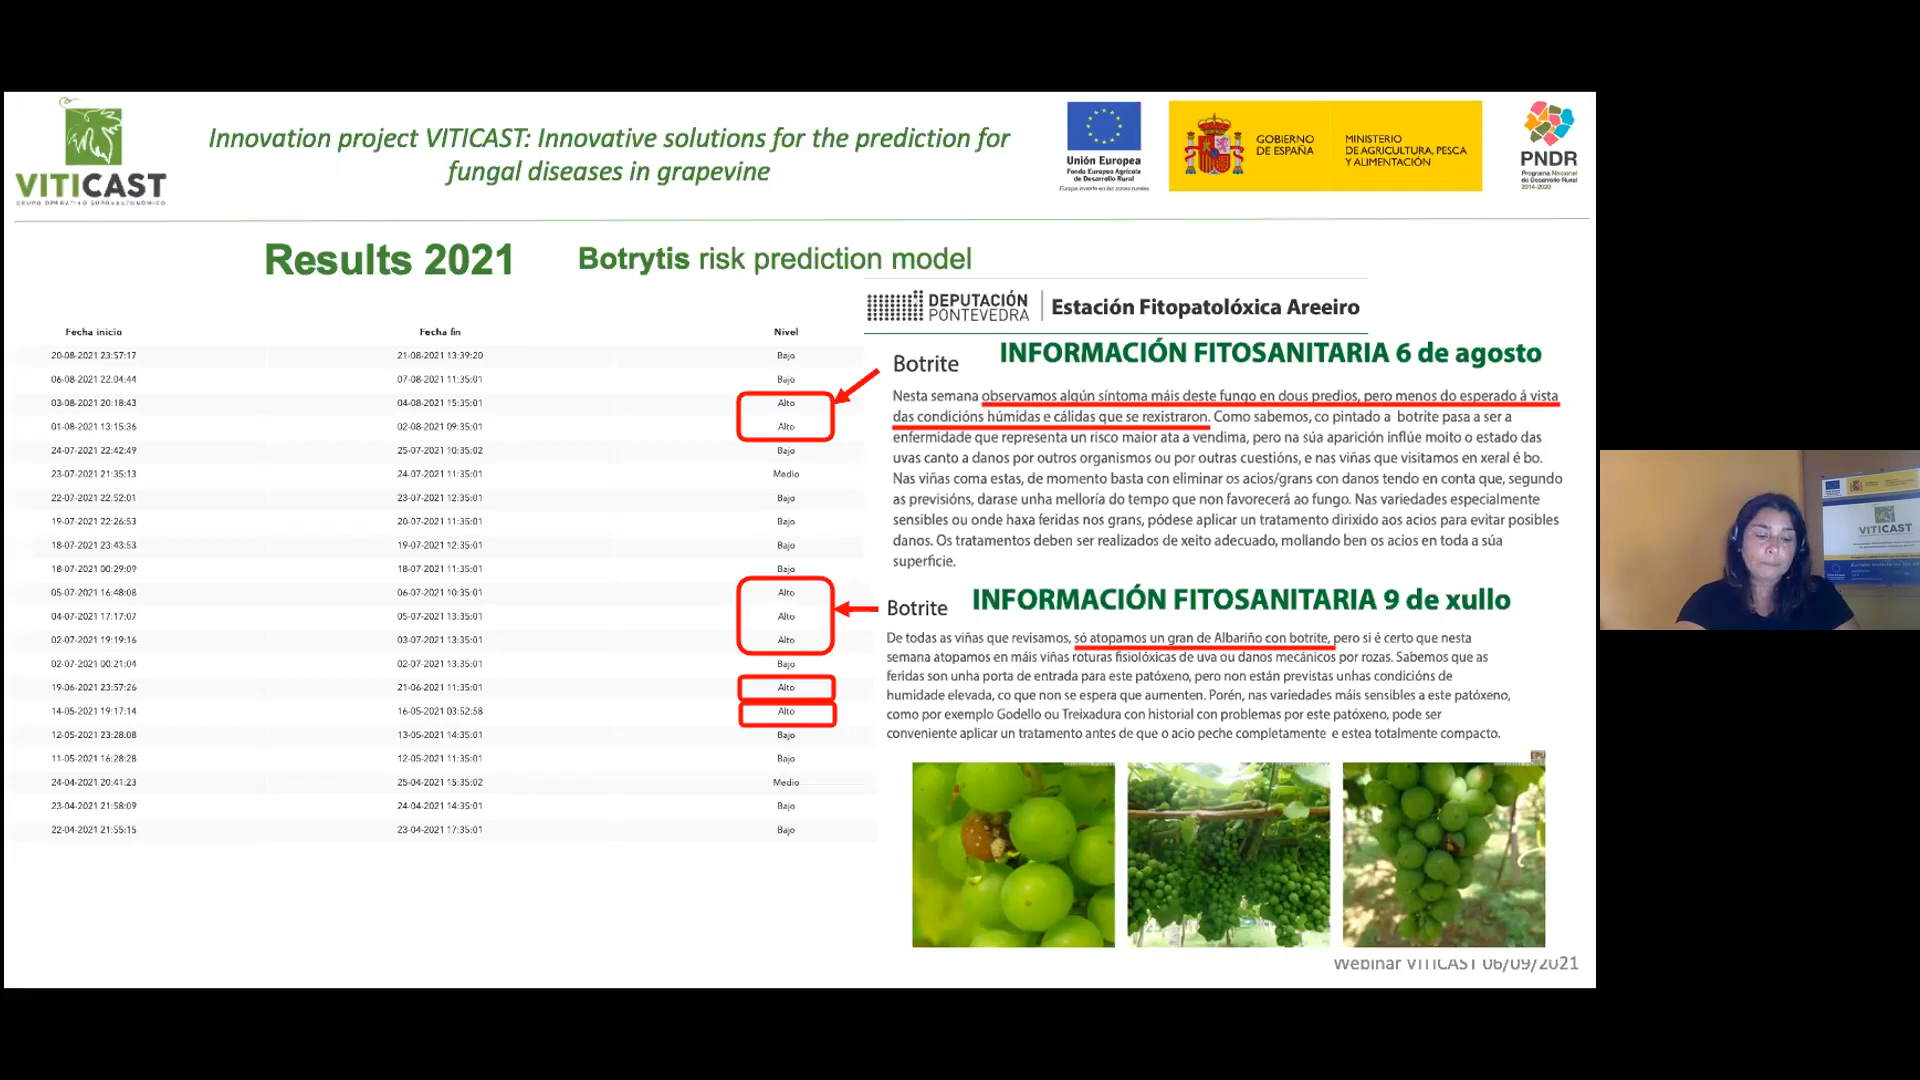 VITICAST
GRUPO OPERATIVO SUPRAAUTONÓMICO
Innovation project VITICAST: Innovative solutions for the prediction for
fungal diseases in grapevine
Unión Europea
Fondo Europeo Agrícola
de Desarrollo Rural
Europa invierte en las zonas rurales
GOBIERNO
DE ESPAÑA
MINISTERIO
DE AGRICULTURA, PESCA
Y ALIMENTACIÓN
PNDR
Programa Nacional
de Desarrollo Rural
2014-2020
Results 2021
Botrytis risk prediction model
Fecha inicio Fecha fin Nivel
20-08-2021 23:57:17 21-08-2021 13:39:20 Bajo
06-08-2021 22:04:44 07-08-2021 11:35:01 Bajo
03-08-2021 20:18:43 04-08-2021 15:35:01 Alto
01-08-2021 13:15:36 02-08-2021 09:35:01 Alto
24-07-2021 22:42:49 25-07-2021 10:35:02 Bajo
23-07-2021 21:35:13 24-07-2021 11:35:01 Medio
22-07-2021 22:52:01 23-07-2021 12:35:01 Bajo
19-07-2021 22:26:53 20-07-2021 11:35:01 Bajo
18-07-2021 23:43:53 19-07-2021 12:35:01 Bajo
18-07-2021 00:29:09 18-07-2021 11:35:01 Bajo
05-07-2021 16:48:08 06-07-2021 10:35:01 Alto
04-07-2021 17:17:07 05-07-2021 13:35:01 Alto
02-07-2021 19:19:16 03-07-2021 13:35:01 Alto
02-07-2021 00:21:04 02-07-2021 13:35:01 Bajo
19-06-2021 23:57:26 21-06-2021 11:35:01 Alto
14-05-2021 19:17:14 16-05-2021 03:52:58 Alto
12-05-2021 23:28:08 13-05-2021 14:35:01 Bajo
11-05-2021 16:28:28 12-05-2021 11:35:01 Bajo
24-04-2021 20:41:23 25-04-2021 15:35:02 Medio
23-04-2021 21:58:09 24-04-2021 14:35:01 Bajo
22-04-2021 21:55:15 23-04-2021 17:35:01 Bajo
DEPUTACIÓN
PONTEVEDRA
Estación Fitopatolóxica Areeiro
INFORMACIÓN FITOSANITARIA 6 de agosto
Botrite
Nesta semana observamos algún síntoma máis deste fungo en dous predios, pero menos do esperado á vista
das condicións húmidas e cálidas que se rexistraron. Como sabemos, co pintado a botrite pasa a ser a
enfermidade que representa un risco maior ata a vendima, pero na súa aparición inflúe moito o estado das
uvas canto a danos por outros organismos ou por outras cuestións, e nas viñas que visitamos en xeral é bo.
Nas viñas coma estas, de momento basta con eliminar os acios/grans con danos tendo en conta que, segundo
as previsións, darase unha melloría do tempo que non favorecerá ao fungo. Nas variedades especialmente
sensibles ou onde haxa feridas nos grans, pódese aplicar un tratamento dirixido aos acios para evitar posibles
danos. Os tratamentos deben ser realizados de xeito adecuado, mollando ben os acios en toda a súa
superficie.
Botrite
INFORMACIÓN FITOSANITARIA 9 de xullo
De todas as viñas que revisamos, só atopamos un gran de Albariño con botrite, pero si é certo que nesta
semana atopamos en máis viñas roturas fisiolóxicas de uva ou danos mecánicos por rozas. Sabemos que as
feridas son unha porta de entrada para este patóxeno, pero non están previstas unhas condicións de
humidade elevada, co que non se espera que aumenten. Porén, nas variedades máis sensibles a este patóxeno,
como por exemplo Godello ou Treixadura con historial con problemas por este patóxeno, pode ser
conveniente aplicar un tratamento antes de que o acio peche completamente e estea totalmente compacto.
Webinar VITICAST 06/09/2021
VITICAST